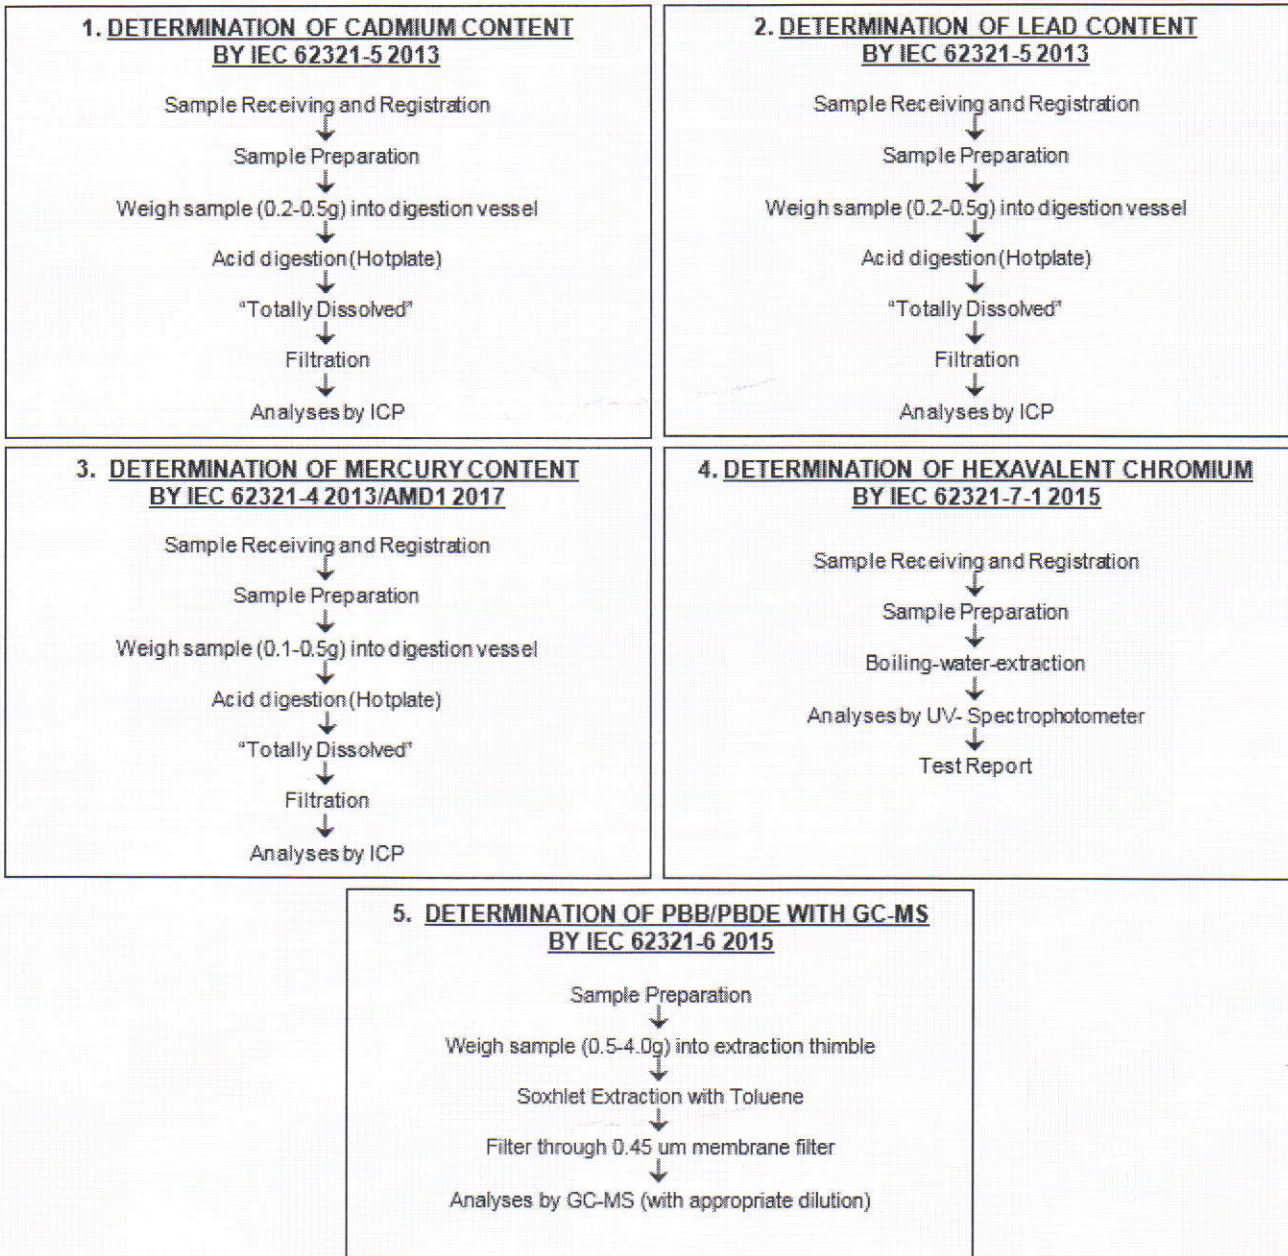 1. DETERMINATION OF CADMIUM CONTENT
BY IEC 62321-5 2013
Sample Receiving and Registration
Sample Preparation
Weigh sample (0.2-0.5g) into digestion vessel
Acid digestion (Hotplate)
"Totally Dissolved"
Filtration
Analyses by ICP
2. DETERMINATION OF LEAD CONTENT
BY IEC 62321-5 2013
Sample Receiving and Registration
Sample Preparation
Weigh sample (0.2-0.5g) into digestion vessel
Acid digestion (Hotplate)
"Totally Dissolved"
Filtration
Analyses by ICP
3. DETERMINATION OF MERCURY CONTENT
BY IEC 62321-4 2013/AMD1 2017
Sample Receiving and Registration
Sample Preparation
Weigh sample (0.1-0.5g) into digestion vessel
Acid digestion (Hotplate)
"Totally Dissolved"
Filtration
Analyses by ICP
4. DETERMINATION OF HEXAVALENT CHROMIUM
BY IEC 62321-7-1 2015
Sample Receiving and Registration
Sample Preparation
Boiling-water-extraction
Analyses by UV- Spectrophotometer
Test Report
5. DETERMINATION OF PBB/PBDE WITH GC-MS
BY IEC 62321-6 2015
Sample Preparation
Weigh sample (0.5-4.0g) into extraction thimble
Soxhlet Extraction with Toluene
Filter through 0.45 um membrane filter
Analyses by GC-MS (with appropriate dilution)